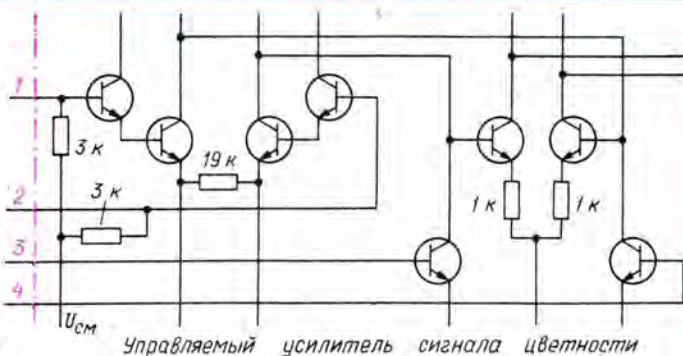 1
3 к
19 к
2
3 к
1 к
1 к
3
4
Uсм
Управляемый усилитель сигнала цветности